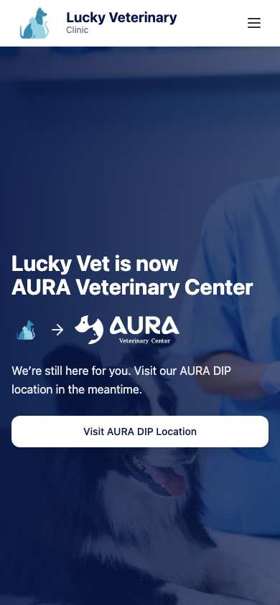 Lucky Veterinary
Clinic
Lucky Vet is now
AURA Veterinary Center
AURA
Veterinary Center
We’re still here for you. Visit our AURA DIP
location in the meantime.
Visit AURA DIP Location